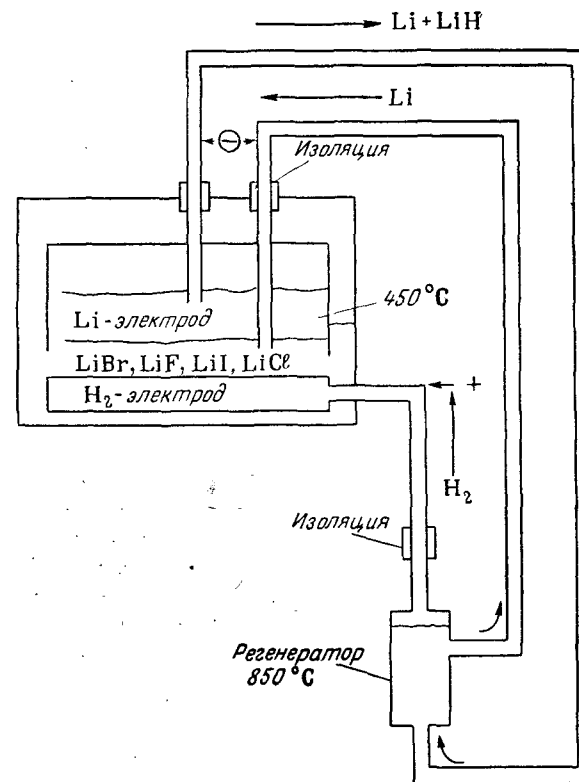 Li+LiH
Li
⊖
Изоляция
450 °C
Li-электрод
LiBr, LiF, LiI, LiCl
H₂-электрод
+
H₂
Изоляция
Регенератор
850 °C